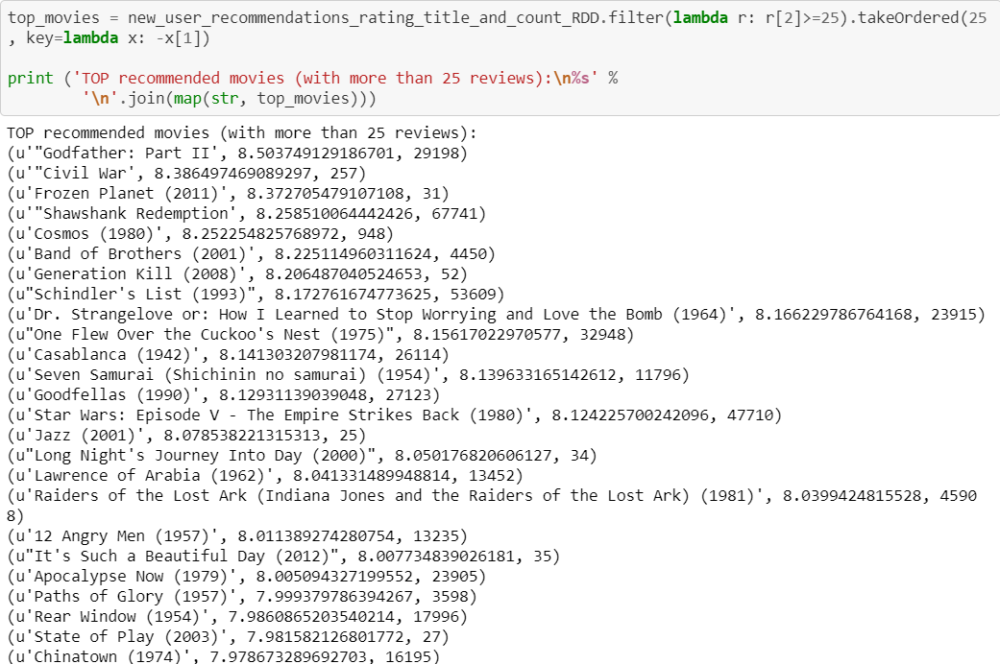 top_movies = new_user_recommendations_rating_title_and_count_RDD.filter(lambda r: r[2]>=25).takeOrdered(25
, key=lambda x: -x[1])
print ('TOP recommended movies (with more than 25 reviews):\n%s' %
        '\n'.join(map(str, top_movies)))
TOP recommended movies (with more than 25 reviews):
(u'"Godfather: Part II', 8.503749129186701, 29198)
(u'"Civil War', 8.386497469089297, 257)
(u'Frozen Planet (2011)', 8.372705479107108, 31)
(u'"Shawshank Redemption', 8.258510064442426, 67741)
(u'Cosmos (1980)', 8.252254825768972, 948)
(u'Band of Brothers (2001)', 8.225114960311624, 4450)
(u'Generation Kill (2008)', 8.206487040524653, 52)
(u"Schindler's List (1993)", 8.172761674773625, 53609)
(u'Dr. Strangelove or: How I Learned to Stop Worrying and Love the Bomb (1964)', 8.166229786764168, 23915)
(u"One Flew Over the Cuckoo's Nest (1975)", 8.15617022970577, 32948)
(u'Casablanca (1942)', 8.141303207981174, 26114)
(u'Seven Samurai (Shichinin no samurai) (1954)', 8.139633165142612, 11796)
(u'Goodfellas (1990)', 8.12931139039048, 27123)
(u'Star Wars: Episode V - The Empire Strikes Back (1980)', 8.124225700242096, 47710)
(u'Jazz (2001)', 8.078538221315313, 25)
(u"Long Night's Journey Into Day (2000)", 8.050176820606127, 34)
(u'Lawrence of Arabia (1962)', 8.041331489948814, 13452)
(u'Raiders of the Lost Ark (Indiana Jones and the Raiders of the Lost Ark) (1981)', 8.0399424815528, 4590
8)
(u'12 Angry Men (1957)', 8.011389274280754, 13235)
(u"It's Such a Beautiful Day (2012)", 8.007734839026181, 35)
(u'Apocalypse Now (1979)', 8.005094327199552, 23905)
(u'Paths of Glory (1957)', 7.999379786394267, 3598)
(u'Rear Window (1954)', 7.9860865203540214, 17996)
(u'State of Play (2003)', 7.981582126801772, 27)
(u'Chinatown (1974)', 7.978673289692703, 16195)